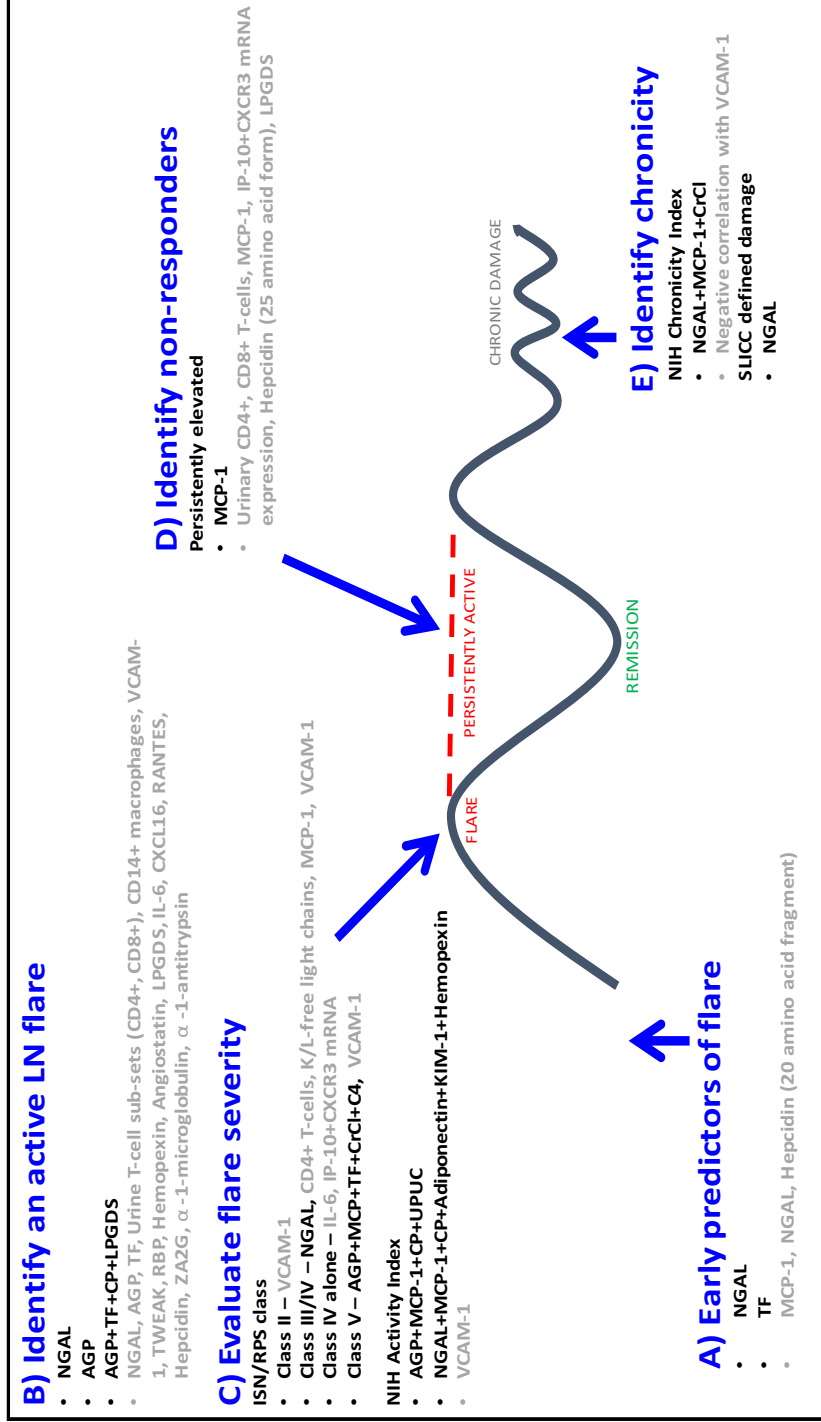 B) Identify an active LN flare
• NGAL
• AGP
• AGP+TF+CP+LPGDS
• NGAL, AGP, TF, Urine T-cell sub-sets (CD4+, CD8+), CD14+ macrophages, VCAM-
1, TWEAK, RBP, Hemopexin, Angiostatin, LPGDS, IL-6, CXCL16, RANTES,
Hepcidin, ZA2G, α -1-microglobulin, α -1-antitrypsin
C) Evaluate flare severity
ISN/RPS class
• Class II – VCAM-1
• Class III/IV – NGAL, CD4+ T-cells, K/L-free light chains, MCP-1, VCAM-1
• Class IV alone – IL-6, IP-10+CXCR3 mRNA
• Class V – AGP+MCP+TF+CrCl+C4, VCAM-1
NIH Activity Index
• AGP+MCP-1+CP+UPUC
• NGAL+MCP-1+CP+Adiponectin+KIM-1+Hemopexin
• VCAM-1
A) Early predictors of flare
• NGAL
• TF
• MCP-1, NGAL, Hepcidin (20 amino acid fragment)
FLARE
PERSISTENTLY ACTIVE
REMISSION
D) Identify non-responders
Persistently elevated
• MCP-1
• Urinary CD4+, CD8+ T-cells, MCP-1, IP-10+CXCR3 mRNA
expression, Hepcidin (25 amino acid form), LPGDS
CHRONIC DAMAGE
E) Identify chronicity
NIH Chronicity Index
• NGAL+MCP-1+CrCl
• Negative correlation with VCAM-1
SLICC defined damage
• NGAL